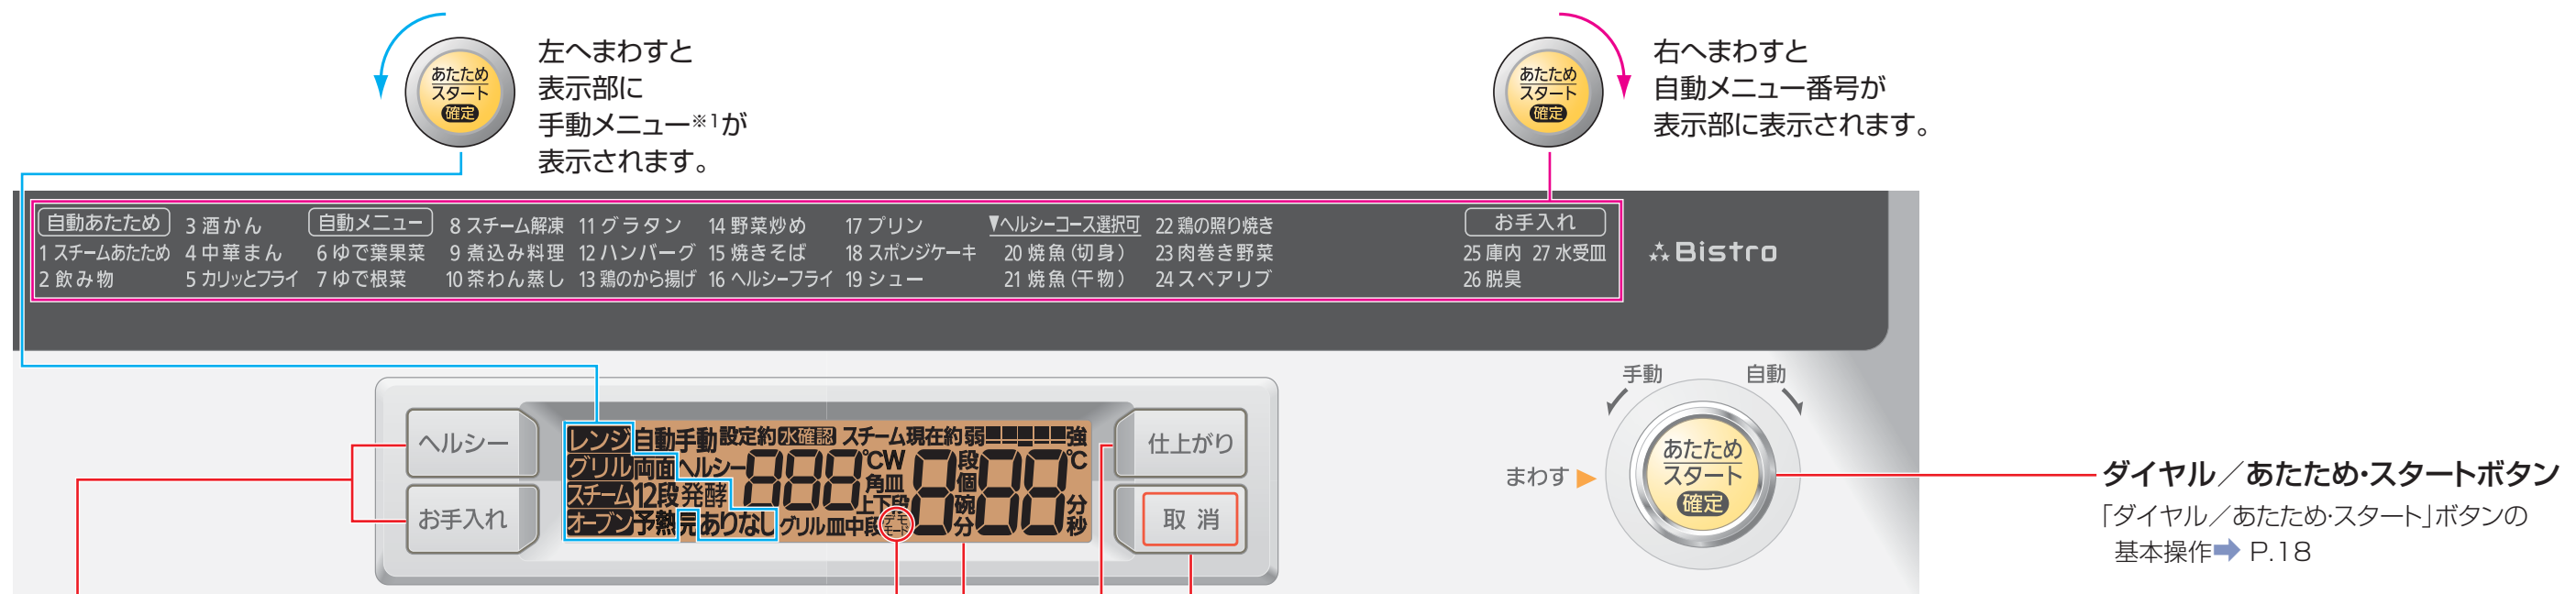 あたため
スタート
確定
左へまわすと
表示部に
手動メニュー※1が
表示されます。
あたため
スタート
確定
右へまわすと
自動メニュー番号が
表示部に表示されます。
自動あたため
1 スチームあたため
2 飲み物
3 酒かん
4 中華まん
5 カリッとフライ
自動メニュー
6 ゆで葉果菜
7 ゆで根菜
8 スチーム解凍
9 煮込み料理
10 茶わん蒸し
11 グラタン
12 ハンバーグ
13 鶏のから揚げ
14 野菜炒め
15 焼きそば
16 ヘルシーフライ
17 プリン
18 スポンジケーキ
19 シュー
▼ヘルシーコース選択可
20 焼魚(切身)
21 焼魚(干物)
22 鶏の照り焼き
23 肉巻き野菜
24 スペアリブ
お手入れ
25 庫内 27 水受皿
26 脱臭
Bistro
ヘルシー
お手入れ
レンジ 自動 手動 設定約 水確認 スチーム現在約 弱 強
グリル 両面 ヘルシー 888 ℃W 8 段 88 ℃
角皿 個
スチーム 12段 発酵 上下段 碗 分
オーブン 予熱 完 ありなし グリル皿中段 デモモード 分 秒
仕上がり
取消
手動 自動
まわす ▶
あたため
スタート
確定
ダイヤル／あたため・スタートボタン
「ダイヤル／あたため・スタート」ボタンの
基本操作➡ P.18